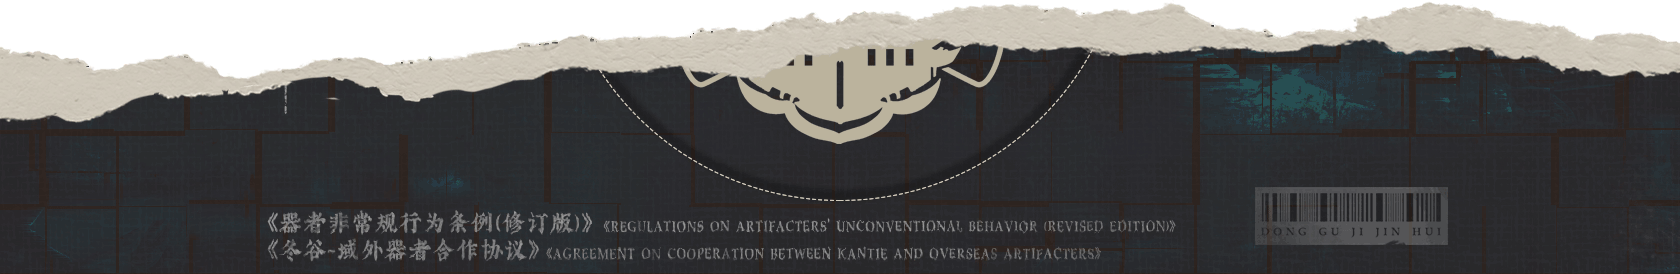 《器者非常规行为条例(修订版)》 《REGULATIONS ON ARTIFACTERS' UNCONVENTIONAL BEHAVIOR (REVISED EDITION)》
《冬谷-域外器者合作协议》 《AGREEMENT ON COOPERATION BETWEEN KANTIE AND OVERSEAS ARTIFACTERS》
DONG GU JI JIN HUI